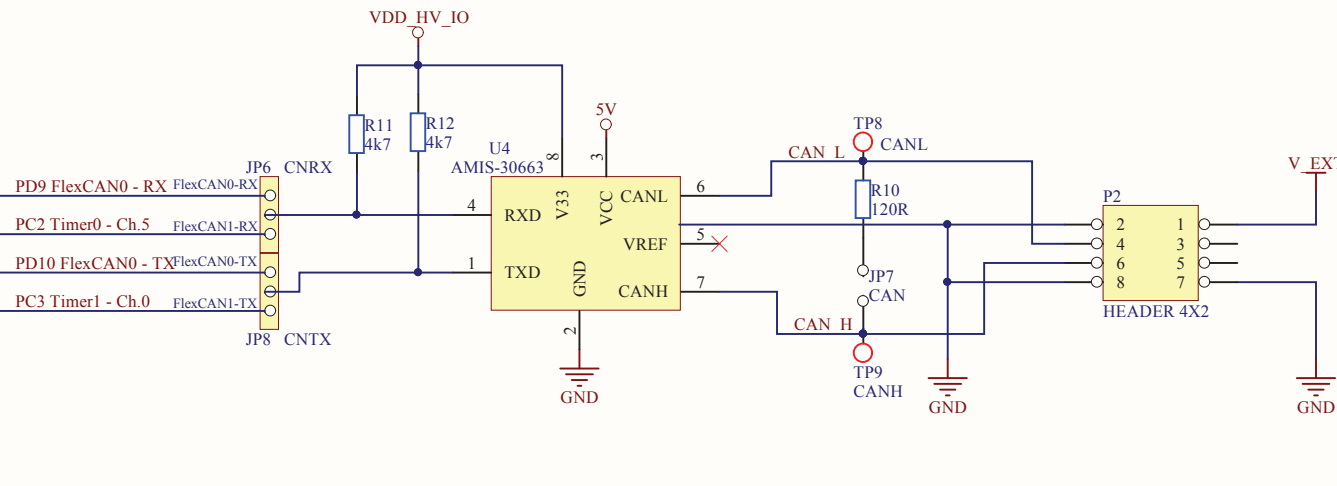 VDD_HV_IO
R11
4k7
R12
4k7
5V
U4
AMIS-30663
8
3
V33
VCC
4
RXD
1
TXD
GND
2
CANL
6
VREF
5
CANH
7
GND
JP6 CNRX
PD9 FlexCAN0 - RX
FlexCAN0-RX
PC2 Timer0 - Ch.5
FlexCAN1-RX
PD10 FlexCAN0 - TX
FlexCAN0-TX
PC3 Timer1 - Ch.0
FlexCAN1-TX
JP8 CNTX
TP8
CANL
CAN L
R10
120R
JP7
CAN
CAN H
TP9
CANH
GND
P2
2 1
4 3
6 5
8 7
HEADER 4X2
V_EXT
GND